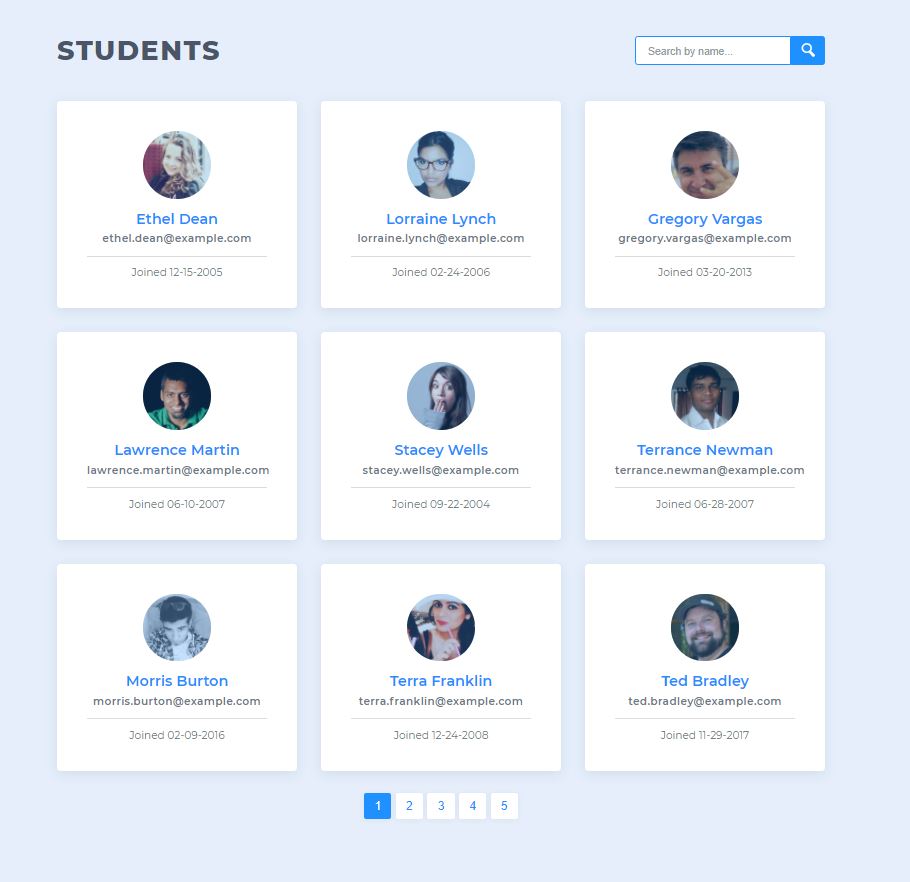 STUDENTS
Search by name...
Ethel Dean
ethel.dean@example.com
Joined 12-15-2005
Lorraine Lynch
lorraine.lynch@example.com
Joined 02-24-2006
Gregory Vargas
gregory.vargas@example.com
Joined 03-20-2013
Lawrence Martin
lawrence.martin@example.com
Joined 06-10-2007
Stacey Wells
stacey.wells@example.com
Joined 09-22-2004
Terrance Newman
terrance.newman@example.com
Joined 06-28-2007
Morris Burton
morris.burton@example.com
Joined 02-09-2016
Terra Franklin
terra.franklin@example.com
Joined 12-24-2008
Ted Bradley
ted.bradley@example.com
Joined 11-29-2017
1 2 3 4 5